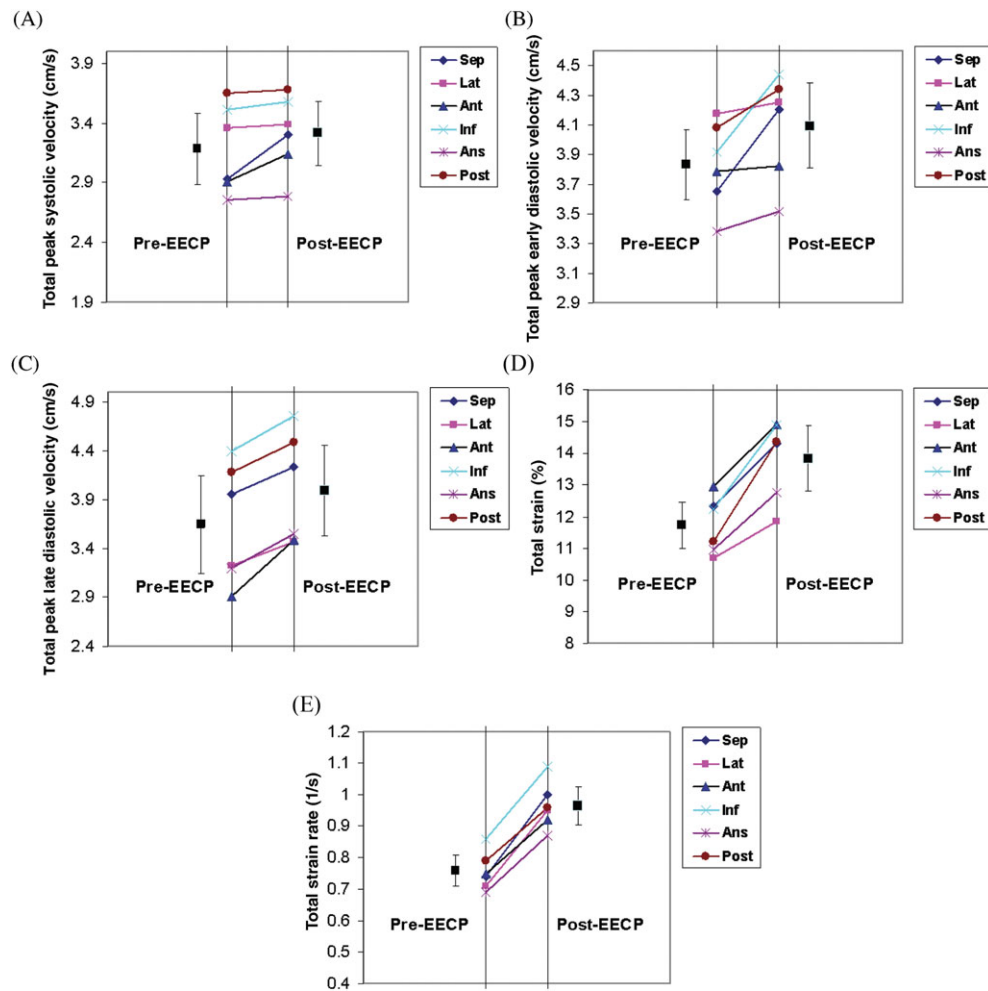 (A)
Total peak systolic velocity (cm/s)
3.9
3.4
2.9
2.4
1.9
Pre-EECP
Post-EECP
Sep
Lat
Ant
Inf
Ans
Post
(B)
Total peak early diastolic velocity (cm/s)
4.5
4.3
4.1
3.9
3.7
3.5
3.3
3.1
2.9
Pre-EECP
Post-EECP
Sep
Lat
Ant
Inf
Ans
Post
(C)
Total peak late diastolic velocity (cm/s)
4.9
4.4
3.9
3.4
2.9
2.4
Pre-EECP
Post-EECP
Sep
Lat
Ant
Inf
Ans
Post
(D)
Total strain (%)
16
15
14
13
12
11
10
9
8
Pre-EECP
Post-EECP
Sep
Lat
Ant
Inf
Ans
Post
(E)
Total strain rate (1/s)
1.2
1.1
1
0.9
0.8
0.7
0.6
0.5
0.4
Pre-EECP
Post-EECP
Sep
Lat
Ant
Inf
Ans
Post